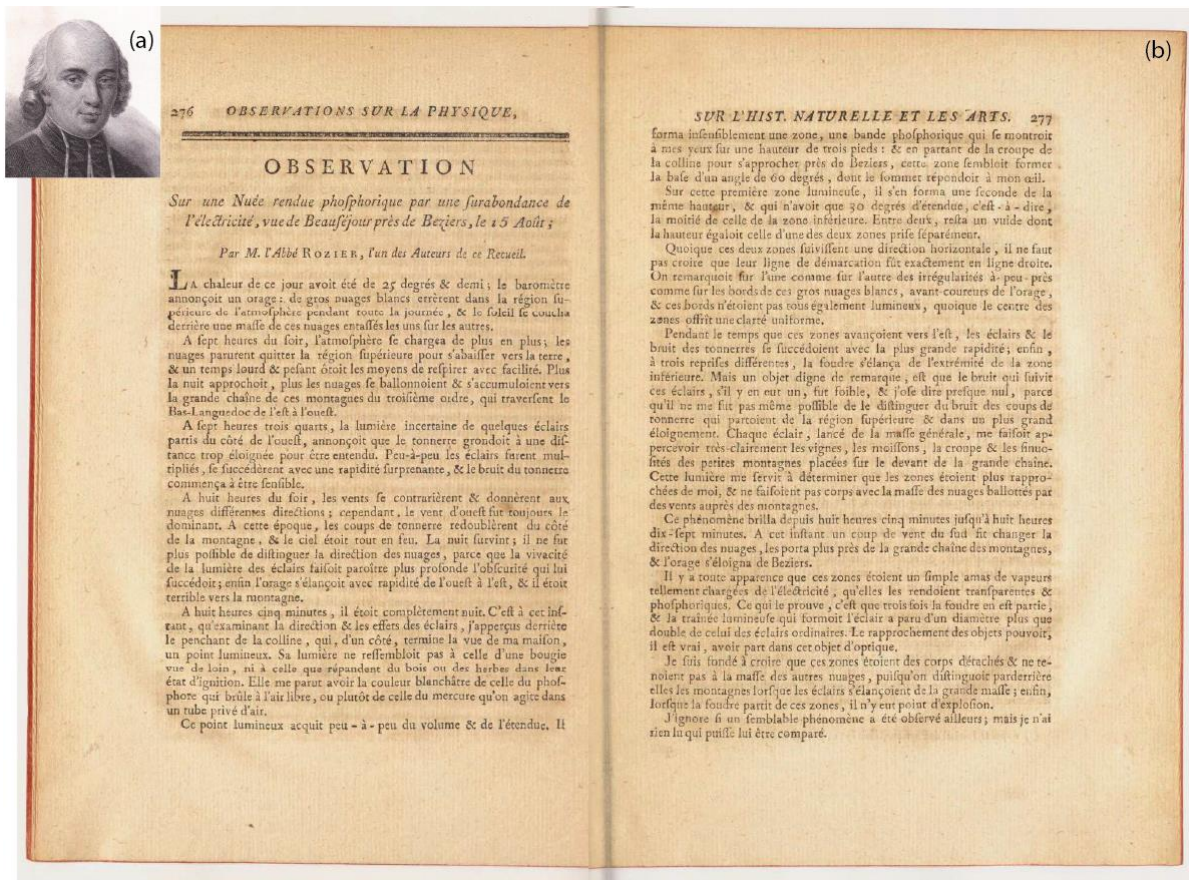 (a)
(b)
276 OBSERVATIONS SUR LA PHYSIQUE,
OBSERVATION
Sur une Nuée rendue phoſphorique par une ſurabondance de
l'électricité, vue de Beauſéjour près de Beziers, le 15 Août;
Par M. l'Abbé ROZIER, l'un des Auteurs de ce Recueil.
LA chaleur de ce jour avoit été de 25 degrés & demi; le baromètre
annonçoit un orage: de gros nuages blancs errèrent dans la région ſu-
périeure de l'atmoſphère pendant toute la journée, & le ſoleil ſe coucha
derrière une maſſe de ces nuages entaſſés les uns ſur les autres.
A ſept heures du ſoir, l'atmoſphère ſe chargea de plus en plus; les
nuages parurent quitter la région ſupérieure pour s'abaiſſer vers la terre,
& un temps lourd & peſant ôtoit les moyens de reſpirer avec facilité. Plus
la nuit approchoit, plus les nuages ſe ballonnoient & s'accumuloient vers
la grande chaîne de ces montagnes du troiſième ordre, qui traverſent le
Bas-Languedoc de l'eſt à l'oueſt.
A ſept heures trois quarts, la lumière incertaine de quelques éclairs
partis du côté de l'oueſt, annonçoit que le tonnerre grondoit à une diſ-
tance trop éloignée pour être entendu. Peu-à-peu les éclairs furent mul-
tipliés, ſe ſuccédèrent avec une rapidité ſurprenante, & le bruit du tonnerre
commença à être ſenſible.
A huit heures du ſoir, les vents ſe contrarièrent & donnèrent aux
nuages différentes directions; cependant, le vent d'oueſt fut toujours le
dominant. A cette époque, les coups de tonnerre redoublèrent du côté
de la montagne, & le ciel étoit tout en feu. La nuit ſurvint; il ne fut
plus poſſible de diſtinguer la direction des nuages, parce que la vivacité
de la lumière des éclairs faiſoit paroître plus profonde l'obſcurité qui lui
ſuccédoit; enfin l'orage s'élançoit avec rapidité de l'oueſt à l'eſt, & il étoit
terrible vers la montagne.
A huit heures cinq minutes, il étoit complètement nuit. C'eſt à cet inſ-
tant, qu'examinant la direction & les effets des éclairs, j'apperçus derrière
le penchant de la colline, qui, d'un côté, termine la vue de ma maiſon,
un point lumineux. Sa lumière ne reſſembloit pas à celle d'une bougie
vue de loin, ni à celle que répandent du bois ou des herbes dans leur
état d'ignition. Elle me parut avoir la couleur blanchâtre de celle du phoſ-
phore qui brûle à l'air libre, ou plutôt de celle du mercure qu'on agite dans
un tube privé d'air.
Ce point lumineux acquit peu-à-peu du volume & de l'étendue. Il
SUR L'HIST. NATURELLE ET LES ARTS. 277
forma inſenſiblement une zone, une bande phoſphorique qui ſe montroit
à mes yeux ſur une hauteur de trois pieds: & en partant de la croupe de
la colline pour s'approcher près de Beziers, cette zone ſembloit former
la baſe d'un angle de 60 degrés, dont le ſommet répondoit à mon œil.
Sur cette première zone lumineuſe, il s'en forma une ſeconde de la
même hauteur, & qui n'avoit que 30 degrés d'étendue, c'eſt-à-dire,
la moitié de celle de la zone inférieure. Entre deux, reſta un vuide dont
la hauteur égaloit celle d'une des deux zones priſe ſéparément.
Quoique ces deux zones ſuiviſſent une direction horizontale, il ne faut
pas croire que leur ligne de démarcation fût exactement en ligne droite.
On remarquoit ſur l'une comme ſur l'autre des irrégularités à-peu-près
comme ſur les bords de ces gros nuages blancs, avant-coureurs de l'orage,
& ces bords n'étoient pas tous également lumineux, quoique le centre des
zones offrît une clarté uniforme.
Pendant le temps que ces zones avançoient vers l'eſt, les éclairs & le
bruit des tonnerres ſe ſuccédoient avec la plus grande rapidité; enfin,
à trois repriſes différentes, la foudre s'élança de l'extrémité de la zone
inférieure. Mais un objet digne de remarque, eſt que le bruit qui ſuivit
ces éclairs, s'il y en eut un, fut foible, & j'oſe dire preſque nul, parce
qu'il ne me fut pas même poſſible de le diſtinguer du bruit des coups de
tonnerre qui partoient de la région ſupérieure & dans un plus grand
éloignement. Chaque éclair, lancé de la maſſe générale, me faiſoit ap-
percevoir très-clairement les vignes, les moiſſons, la croupe & les ſinuo-
ſités des petites montagnes placées ſur le devant de la grande chaîne.
Cette lumière me ſervit à déterminer que les zones étoient plus rappro-
chées de moi, & ne faiſoient pas corps avec la maſſe des nuages ballottés par
des vents auprès des montagnes.
Ce phénomène brilla depuis huit heures cinq minutes juſqu'à huit heures
dix-ſept minutes. A cet inſtant un coup de vent du ſud fit changer la
direction des nuages, les porta plus près de la grande chaîne des montagnes,
& l'orage s'éloigna de Beziers.
Il y a toute apparence que ces zones étoient un ſimple amas de vapeurs
tellement chargées de l'électricité, qu'elles les rendoient tranſparentes &
phoſphoriques. Ce qui le prouve, c'eſt que trois fois la foudre en eſt partie,
& la traînée lumineuſe qui formoit l'éclair a paru d'un diamètre plus que
double de celui des éclairs ordinaires. Le rapprochement des objets pouvoit,
il eſt vrai, avoir part dans cet objet d'optique.
Je ſuis fondé à croire que ces zones étoient des corps détachés & ne te-
noient pas à la maſſe des autres nuages, puiſqu'on diſtinguoit parderrière
elles les montagnes lorſque les éclairs s'élançoient de la grande maſſe; enfin,
lorſque la foudre partit de ces zones, il n'y eut point d'exploſion.
J'ignore ſi un ſemblable phénomène a été obſervé ailleurs; mais je n'ai
rien lu qui puiſſe lui être comparé.